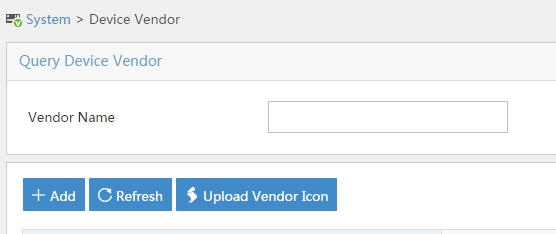 System > Device Vendor
Query Device Vendor
Vendor Name
Add Refresh Upload Vendor Icon